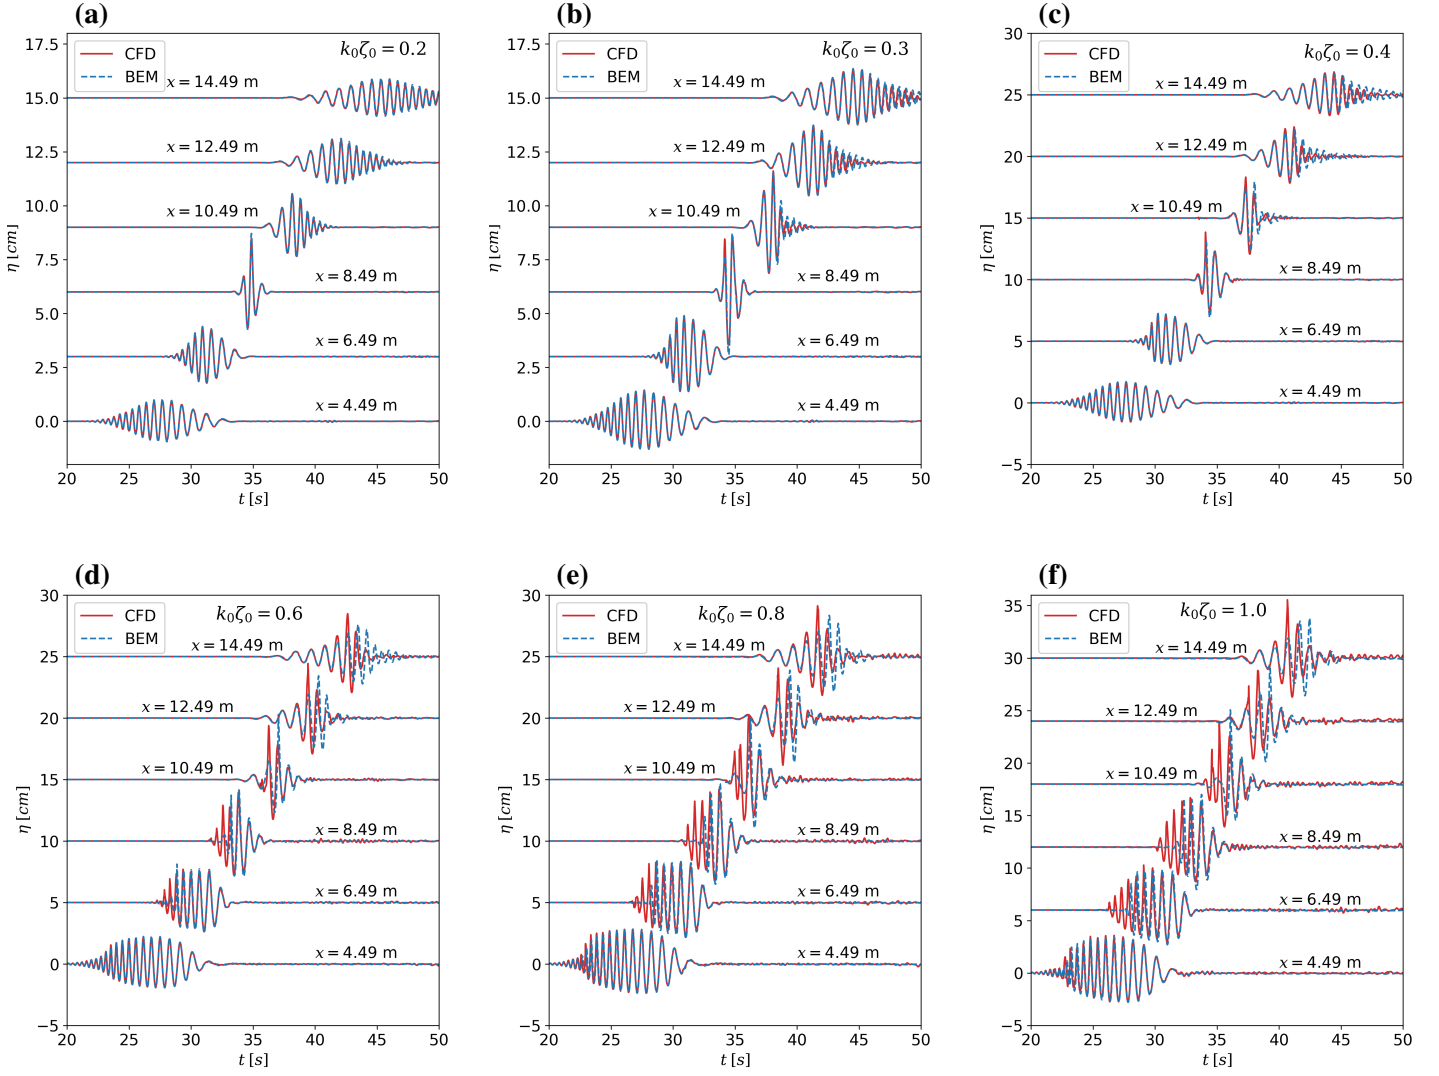 (a)
17.5
15.0
12.5
10.0
7.5
5.0
2.5
0.0
η [cm]
CFD
BEM
k₀ζ₀ = 0.2
x = 14.49 m
x = 12.49 m
x = 10.49 m
x = 8.49 m
x = 6.49 m
x = 4.49 m
20 25 30 35 40 45 50
t [s]
(b)
17.5
15.0
12.5
10.0
7.5
5.0
2.5
0.0
η [cm]
CFD
BEM
k₀ζ₀ = 0.3
x = 14.49 m
x = 12.49 m
x = 10.49 m
x = 8.49 m
x = 6.49 m
x = 4.49 m
20 25 30 35 40 45 50
t [s]
(c)
30
25
20
15
10
5
0
−5
η [cm]
CFD
BEM
k₀ζ₀ = 0.4
x = 14.49 m
x = 12.49 m
x = 10.49 m
x = 8.49 m
x = 6.49 m
x = 4.49 m
20 25 30 35 40 45 50
t [s]
(d)
30
25
20
15
10
5
0
−5
η [cm]
CFD
BEM
k₀ζ₀ = 0.6
x = 14.49 m
x = 12.49 m
x = 10.49 m
x = 8.49 m
x = 6.49 m
x = 4.49 m
20 25 30 35 40 45 50
t [s]
(e)
30
25
20
15
10
5
0
−5
η [cm]
CFD
BEM
k₀ζ₀ = 0.8
x = 14.49 m
x = 12.49 m
x = 10.49 m
x = 8.49 m
x = 6.49 m
x = 4.49 m
20 25 30 35 40 45 50
t [s]
(f)
35
30
25
20
15
10
5
0
−5
η [cm]
CFD
BEM
k₀ζ₀ = 1.0
x = 14.49 m
x = 12.49 m
x = 10.49 m
x = 8.49 m
x = 6.49 m
x = 4.49 m
20 25 30 35 40 45 50
t [s]